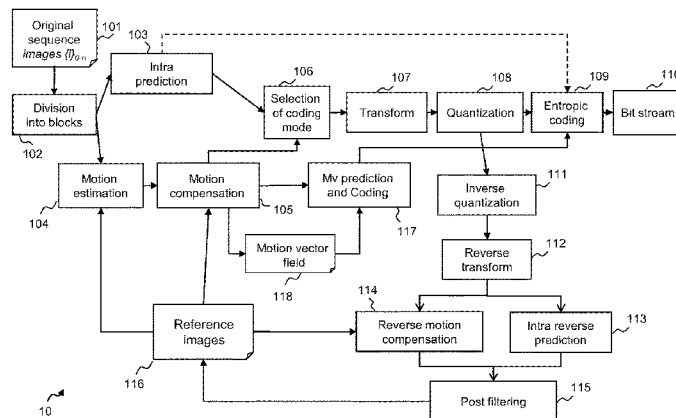 101
Original
sequence
images {i}0-n
103
Intra
prediction
106
Selection
of coding
mode
107
Transform
108
Quantization
109
Entropic
coding
110
Bit stream
Division
into blocks
102
Motion
estimation
104
Motion
compensation
105
Mv prediction
and Coding
117
Motion vector
field
118
111
Inverse
quantization
112
Reverse
transform
114
Reverse motion
compensation
113
Intra reverse
prediction
Reference
images
116
Post filtering
115
10